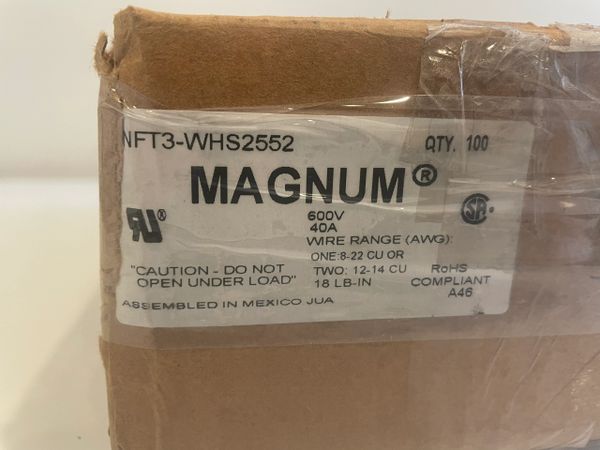 NFT3-WHS2552 QTY. 100
MAGNUM®
600V
40A
WIRE RANGE (AWG):
ONE:8-22 CU OR
TWO: 12-14 CU
18 LB-IN
"CAUTION - DO NOT
OPEN UNDER LOAD"
RoHS
COMPLIANT
A46
ASSEMBLED IN MEXICO JUA